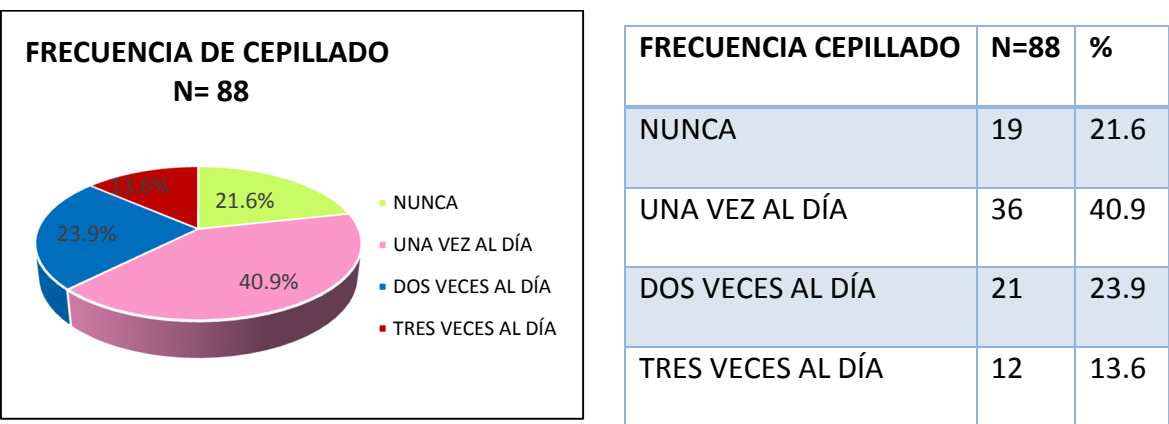 FRECUENCIA DE CEPILLADO
N= 88
13.6%
21.6%
23.9%
40.9%
NUNCA
UNA VEZ AL DÍA
DOS VECES AL DÍA
TRES VECES AL DÍA
FRECUENCIA CEPILLADO N=88 %
NUNCA 19 21.6
UNA VEZ AL DÍA 36 40.9
DOS VECES AL DÍA 21 23.9
TRES VECES AL DÍA 12 13.6